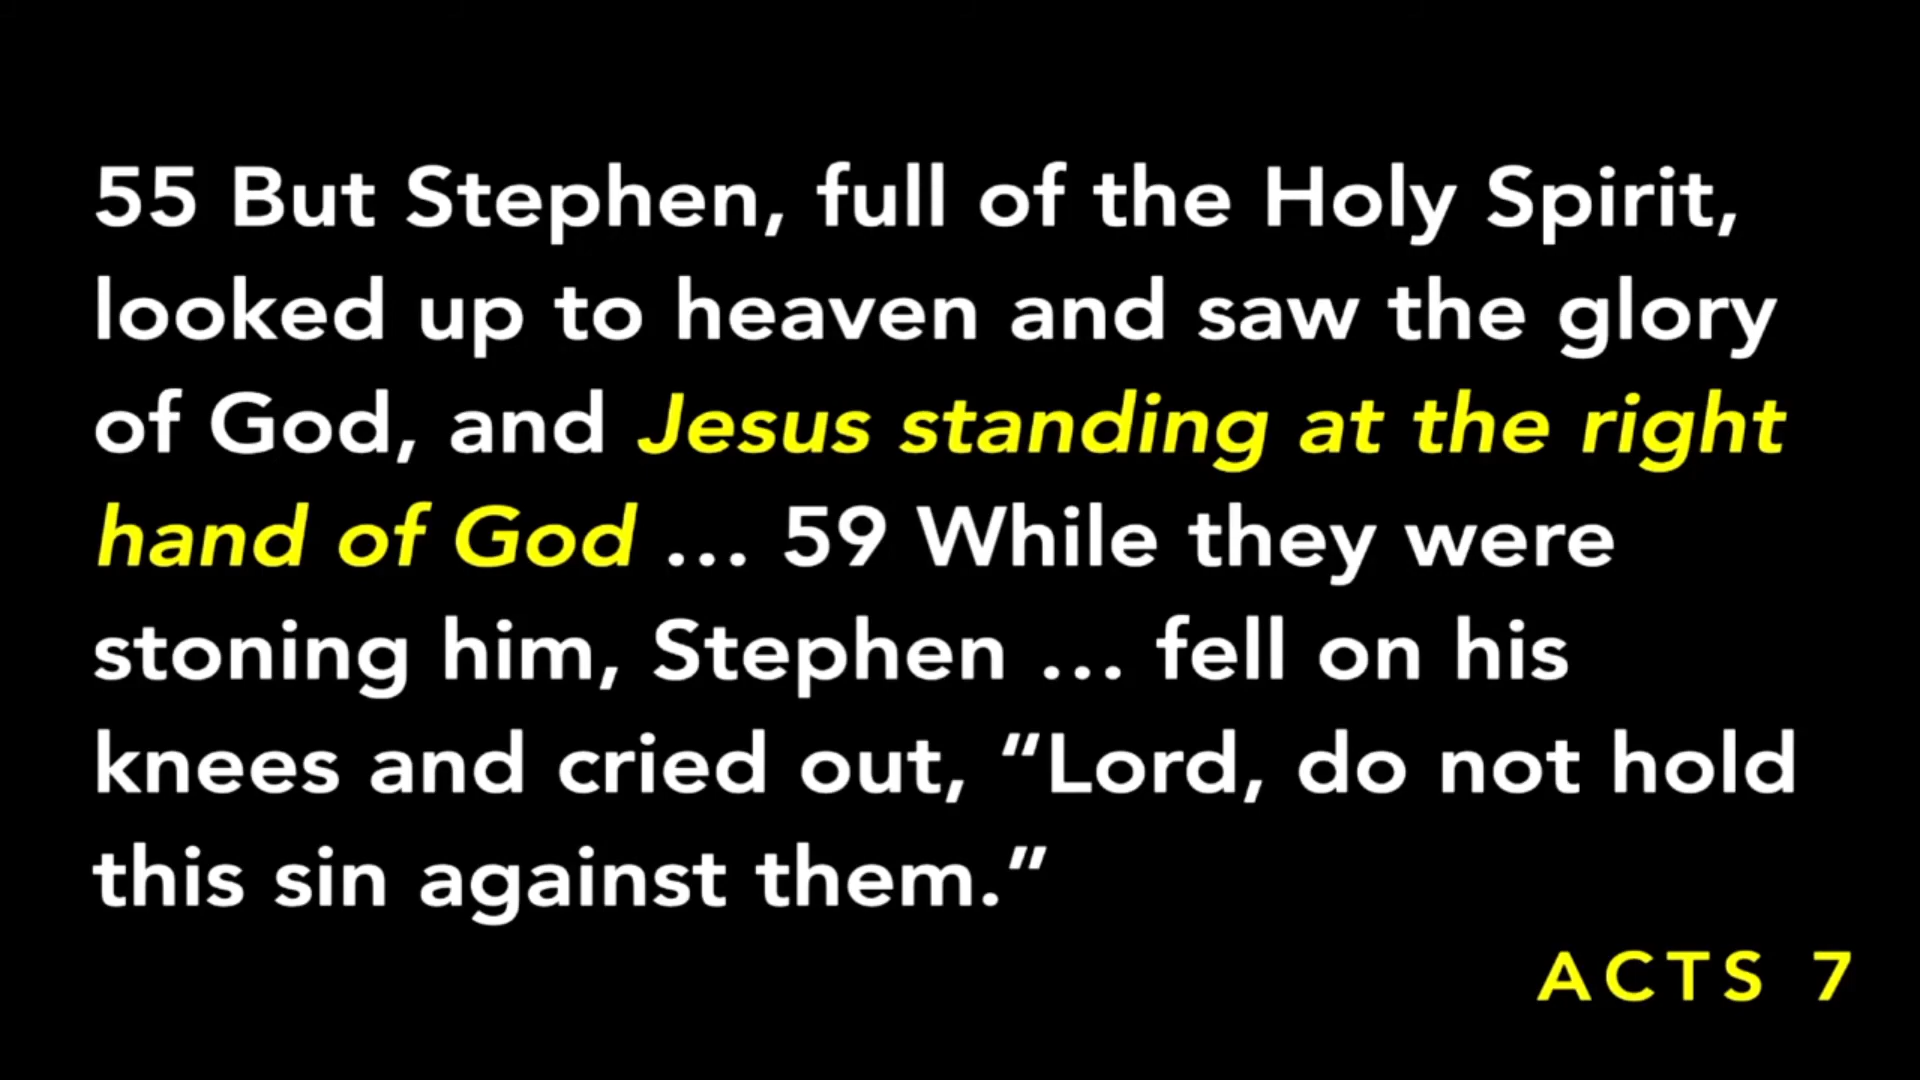 55 But Stephen, full of the Holy Spirit,
looked up to heaven and saw the glory
of God, and Jesus standing at the right
hand of God ... 59 While they were
stoning him, Stephen ... fell on his
knees and cried out, “Lord, do not hold
this sin against them.”
ACTS 7